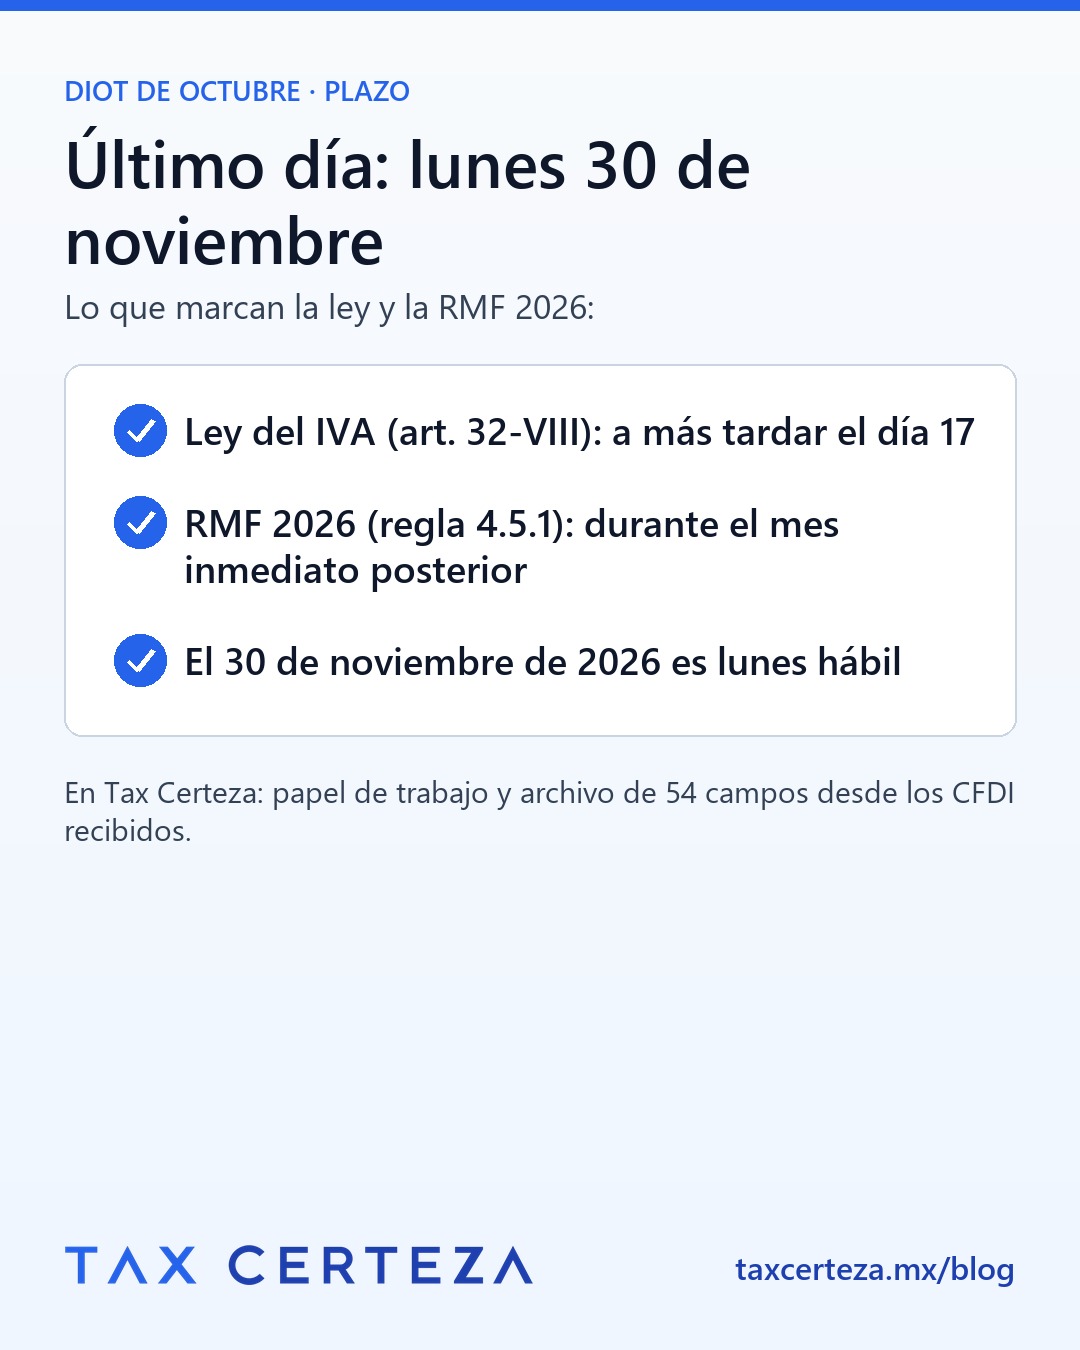 DIOT DE OCTUBRE · PLAZO
Último día: lunes 30 de
noviembre
Lo que marcan la ley y la RMF 2026:
Ley del IVA (art. 32-VIII): a más tardar el día 17
RMF 2026 (regla 4.5.1): durante el mes
inmediato posterior
El 30 de noviembre de 2026 es lunes hábil
En Tax Certeza: papel de trabajo y archivo de 54 campos desde los CFDI
recibidos.
TAX CERTEZA
taxcerteza.mx/blog